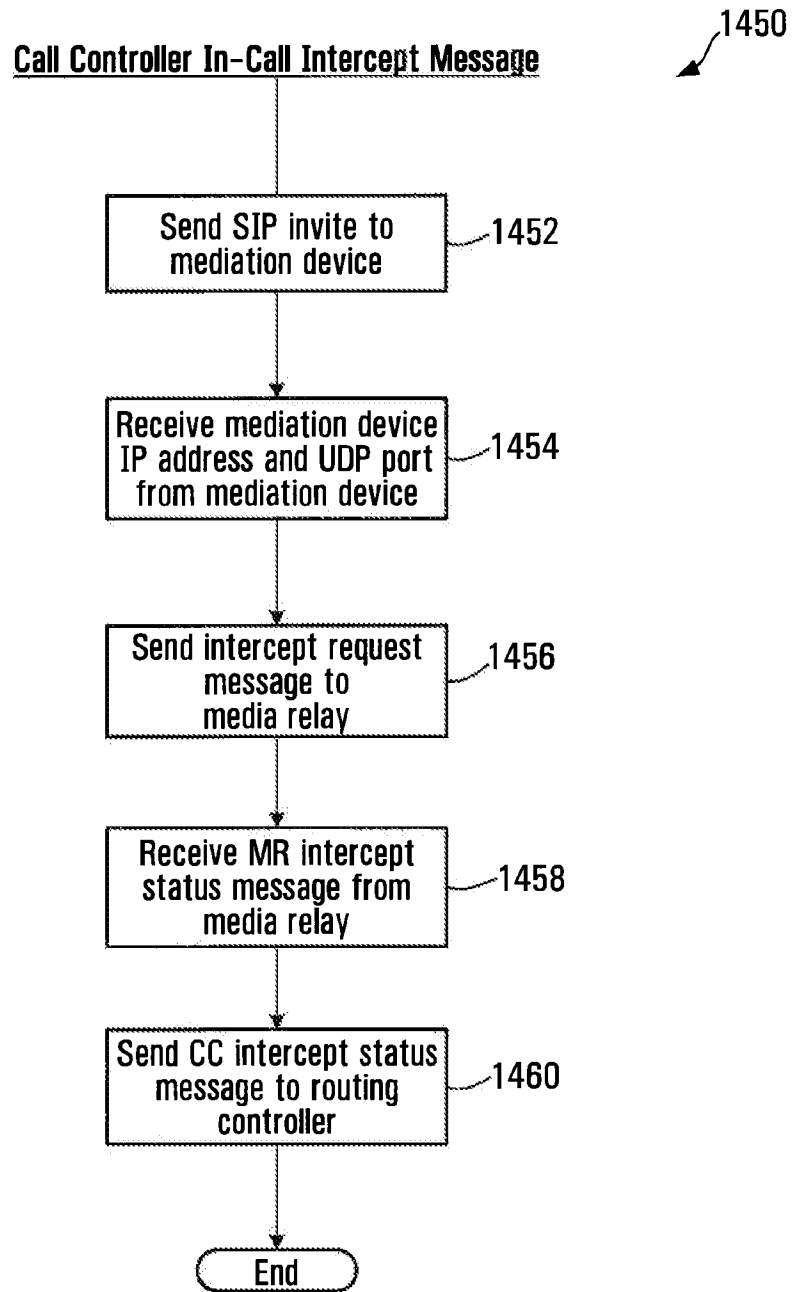 1450
Call Controller In-Call Intercept Message
Send SIP invite to
mediation device
1452
Receive mediation device
IP address and UDP port
from mediation device
1454
Send intercept request
message to
media relay
1456
Receive MR intercept
status message from
media relay
1458
Send CC intercept status
message to routing
controller
1460
End